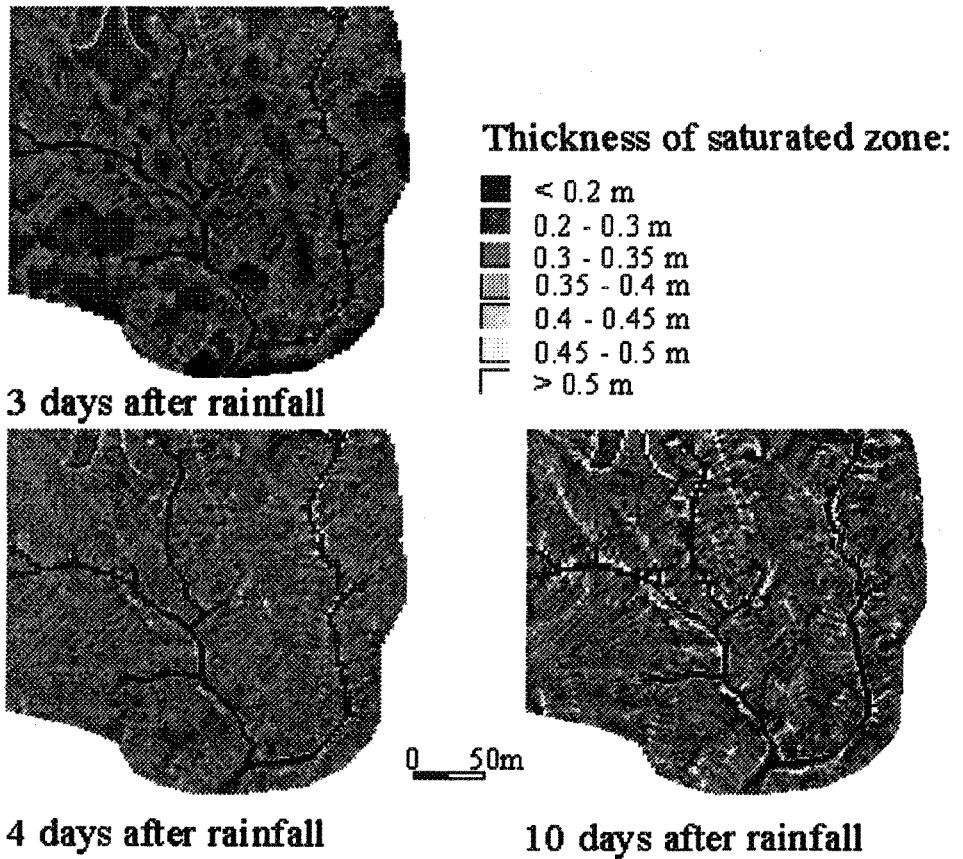 Thickness of saturated zone:
< 0.2 m
0.2 - 0.3 m
0.3 - 0.35 m
0.35 - 0.4 m
0.4 - 0.45 m
0.45 - 0.5 m
> 0.5 m
3 days after rainfall
0 50m
4 days after rainfall
10 days after rainfall